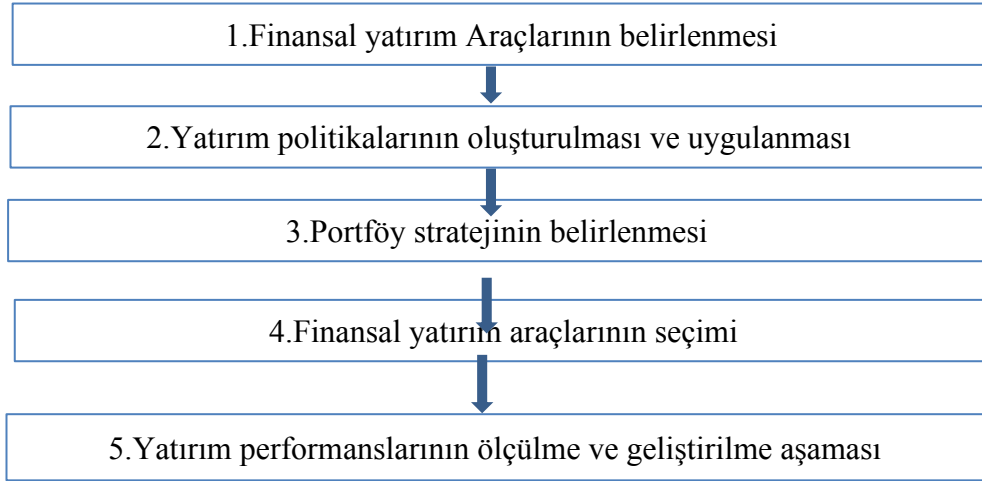 1.Finansal yatırım Araçlarının belirlenmesi
2.Yatırım politikalarının oluşturulması ve uygulanması
3.Portföy stratejinin belirlenmesi
4.Finansal yatırım araçlarının seçimi
5.Yatırım performanslarının ölçülme ve geliştirilme aşaması